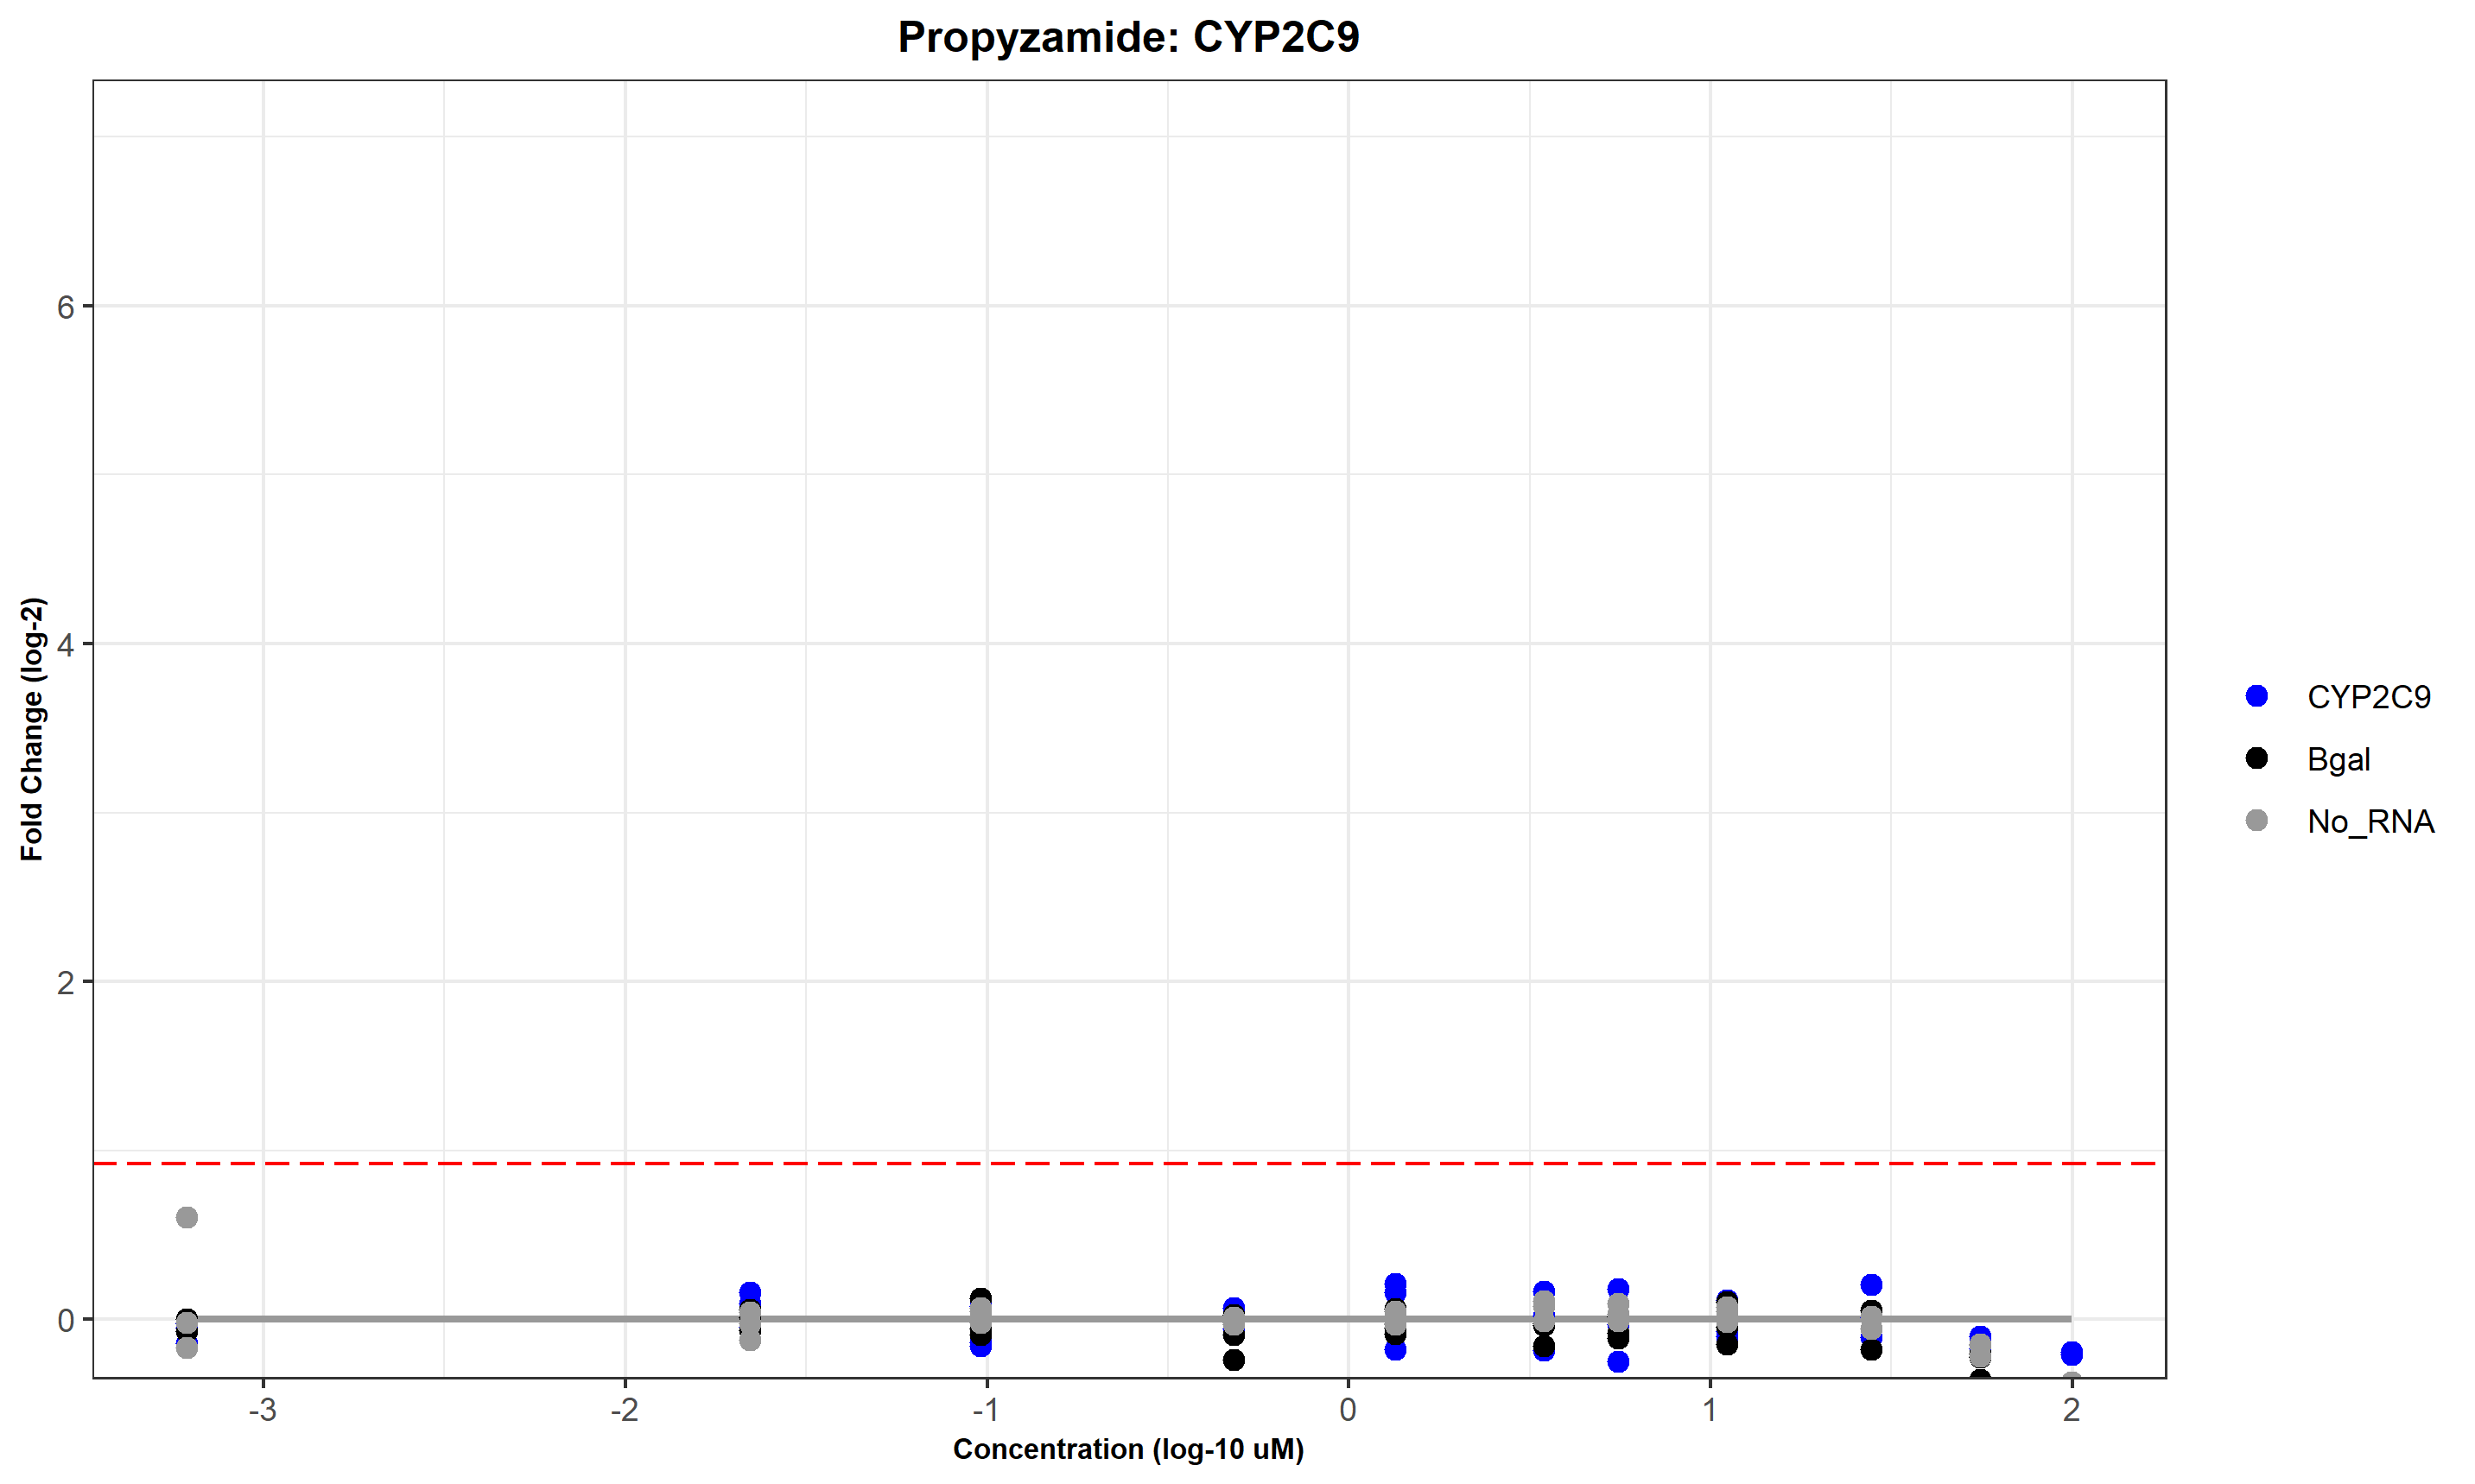 Propyzamide: CYP2C9
Fold Change (log-2)
6
4
2
0
-3
-2
-1
0
1
2
Concentration (log-10 uM)
CYP2C9
Bgal
No_RNA